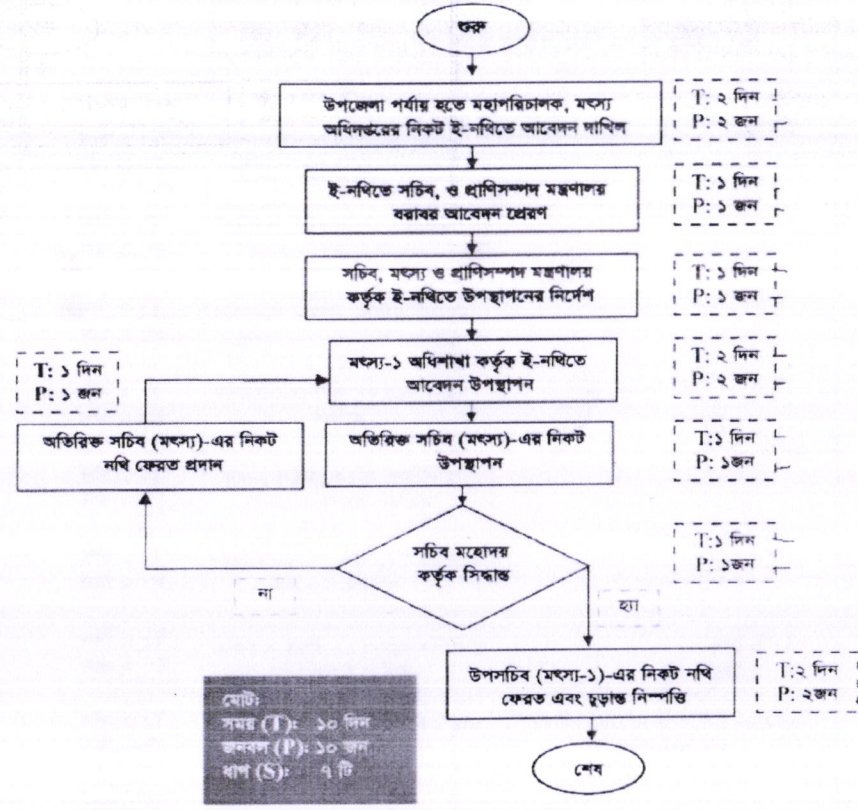 শুরু
উপজেলা পর্যায় হতে মহাপরিচালক, মৎস্য
অধিদপ্তরের নিকট ই-নথিতে আবেদন দাখিল
T: ২ দিন
P: ২ জন
ই-নথিতে সচিব, ও প্রাণিসম্পদ মন্ত্রণালয়
বরাবর আবেদন প্রেরণ
T: ১ দিন
P: ১ জন
সচিব, মৎস্য ও প্রাণিসম্পদ মন্ত্রণালয়
কর্তৃক ই-নথিতে উপস্থাপনের নির্দেশ
T: ১ দিন
P: ১ জন
মৎস্য-১ অধিশাখা কর্তৃক ই-নথিতে
আবেদন উপস্থাপন
T: ২ দিন
P: ২ জন
T: ১ দিন
P: ১ জন
অতিরিক্ত সচিব (মৎস্য)-এর নিকট
নথি ফেরত প্রদান
অতিরিক্ত সচিব (মৎস্য)-এর নিকট
উপস্থাপন
T:১ দিন
P: ১জন
সচিব মহোদয়
কর্তৃক সিদ্ধান্ত
T:১ দিন
P: ১জন
না
হ্যা
উপসচিব (মৎস্য-১)-এর নিকট নথি
ফেরত এবং চূড়ান্ত নিষ্পত্তি
T:২ দিন
P: ২জন
মোট:
সময় (T): ১০ দিন
জনবল (P): ১০ জন
ধাপ (S): ৭ টি
শেষ